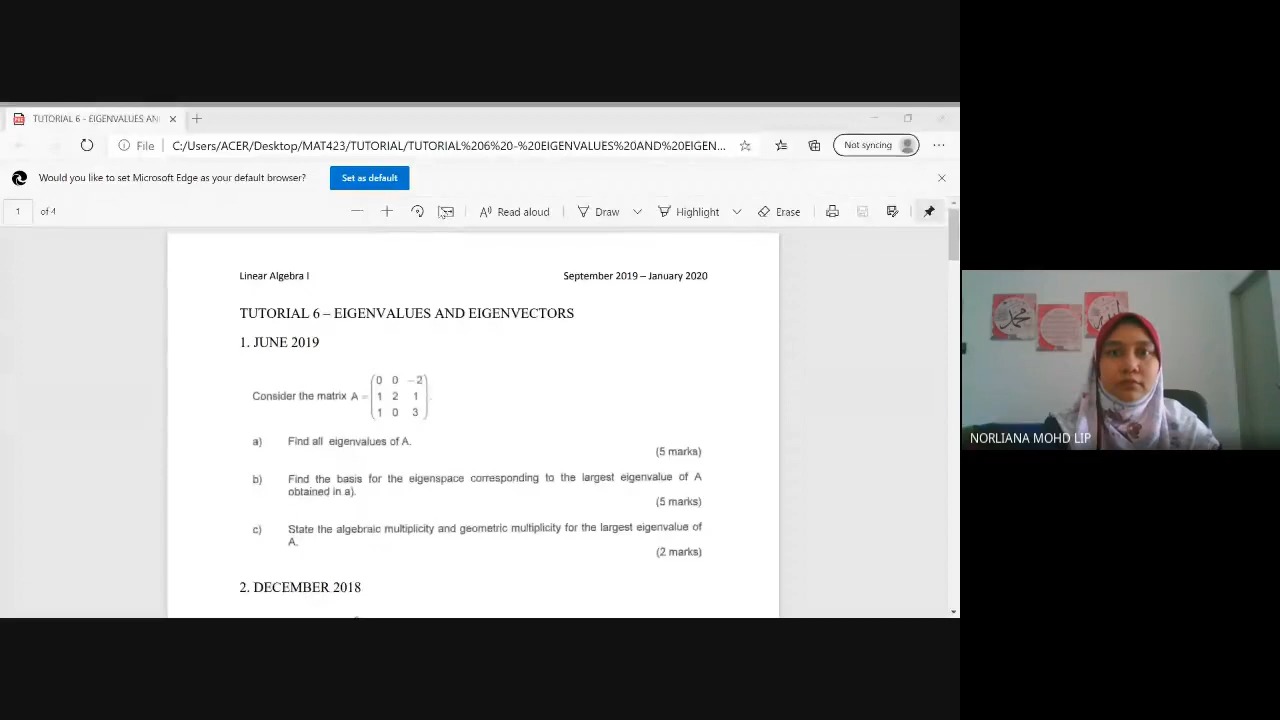 TUTORIAL 6 - EIGENVALUES AN
File
C:/Users/ACER/Desktop/MAT423/TUTORIAL/TUTORIAL%206%20-%20EIGENVALUES%20AND%20EIGEN...
Not syncing
Would you like to set Microsoft Edge as your default browser?
Set as default
1 of 4
Read aloud
Draw
Highlight
Erase
Linear Algebra I
September 2019 – January 2020
TUTORIAL 6 – EIGENVALUES AND EIGENVECTORS
1. JUNE 2019
0 0 -2
Consider the matrix A = 1 2 1
1 0 3
a) Find all eigenvalues of A.
(5 marks)
b) Find the basis for the eigenspace corresponding to the largest eigenvalue of A
obtained in a).
(5 marks)
c) State the algebraic multiplicity and geometric multiplicity for the largest eigenvalue of
A.
(2 marks)
2. DECEMBER 2018
NORLIANA MOHD LIP